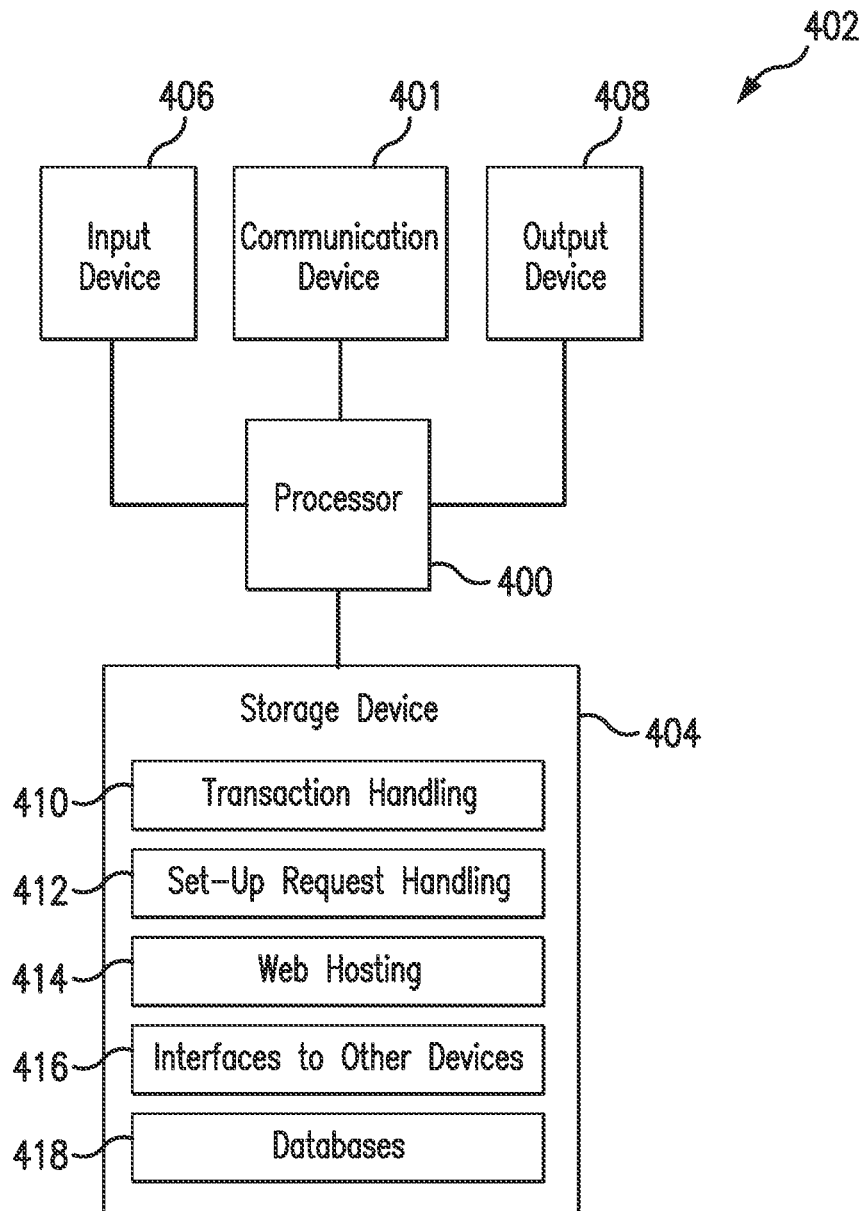 402
406
401
408
Input
Device
Communication
Device
Output
Device
Processor
400
Storage Device
404
410
Transaction Handling
412
Set-Up Request Handling
414
Web Hosting
416
Interfaces to Other Devices
418
Databases